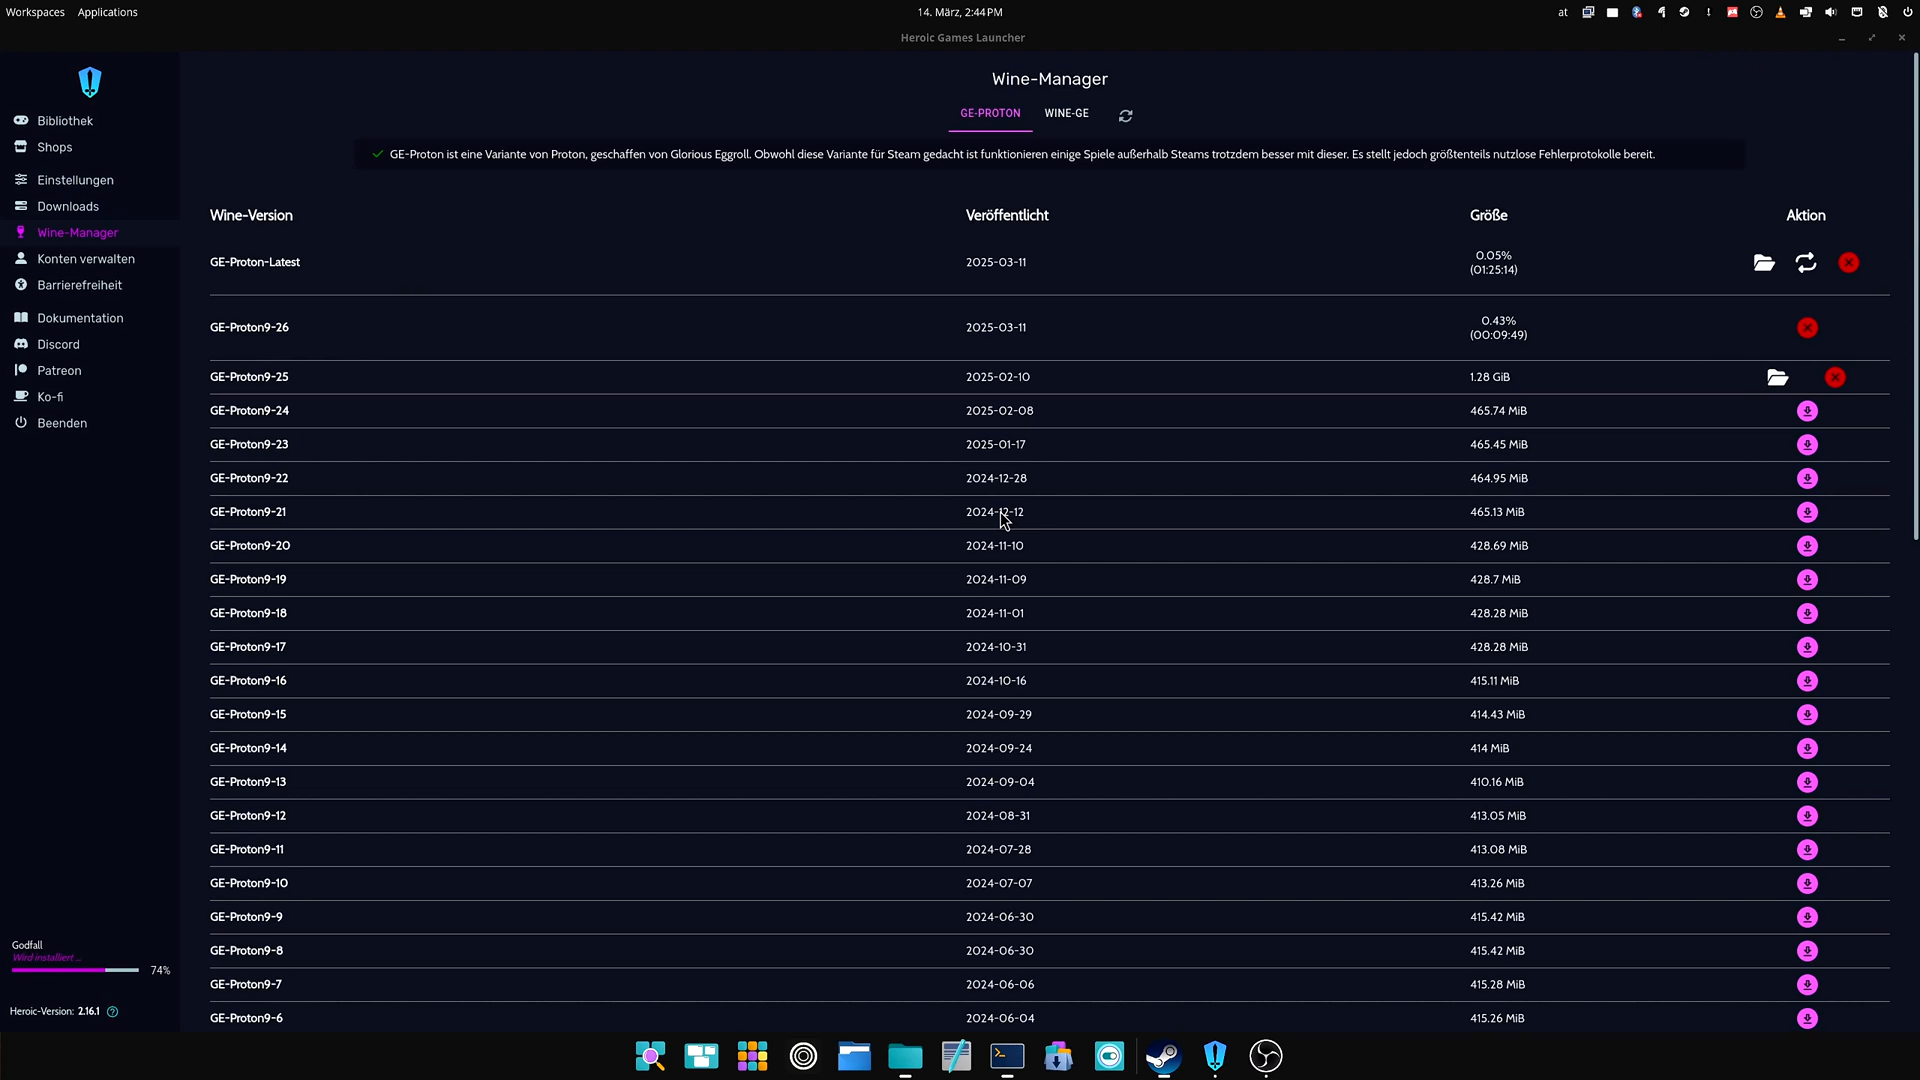 Workspaces Applications 14. März, 2:44 PM at
Heroic Games Launcher
Wine-Manager
GE-PROTON WINE-GE
GE-Proton ist eine Variante von Proton, geschaffen von Glorious Eggroll. Obwohl diese Variante für Steam gedacht ist funktionieren einige Spiele außerhalb Steams trotzdem besser mit dieser. Es stellt jedoch größtenteils nutzlose Fehlerprotokolle bereit.
Bibliothek
Shops
Einstellungen
Downloads
Wine-Manager
Konten verwalten
Barrierefreiheit
Dokumentation
Discord
Patreon
Ko-fi
Beenden
Wine-Version Veröffentlicht Größe Aktion
GE-Proton-Latest 2025-03-11 0.05%
(01:25:14)
GE-Proton9-26 2025-03-11 0.43%
(00:09:49)
GE-Proton9-25 2025-02-10 1.28 GiB
GE-Proton9-24 2025-02-08 465.74 MiB
GE-Proton9-23 2025-01-17 465.45 MiB
GE-Proton9-22 2024-12-28 464.95 MiB
GE-Proton9-21 2024-12-12 465.13 MiB
GE-Proton9-20 2024-11-10 428.69 MiB
GE-Proton9-19 2024-11-09 428.7 MiB
GE-Proton9-18 2024-11-01 428.28 MiB
GE-Proton9-17 2024-10-31 428.28 MiB
GE-Proton9-16 2024-10-16 415.11 MiB
GE-Proton9-15 2024-09-29 414.43 MiB
GE-Proton9-14 2024-09-24 414 MiB
GE-Proton9-13 2024-09-04 410.16 MiB
GE-Proton9-12 2024-08-31 413.05 MiB
GE-Proton9-11 2024-07-28 413.08 MiB
GE-Proton9-10 2024-07-07 413.26 MiB
GE-Proton9-9 2024-06-30 415.42 MiB
GE-Proton9-8 2024-06-30 415.42 MiB
GE-Proton9-7 2024-06-06 415.28 MiB
GE-Proton9-6 2024-06-04 415.26 MiB
Godfall
Wird installiert ...
74%
Heroic-Version: 2.16.1